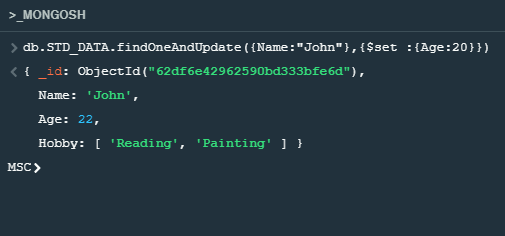 >_MONGOSH
> db.STD_DATA.findOneAndUpdate({Name:"John"},{$set :{Age:20}})
< { _id: ObjectId("62df6e42962590bd333bfe6d"),
Name: 'John',
Age: 22,
Hobby: [ 'Reading', 'Painting' ] }
MSC>